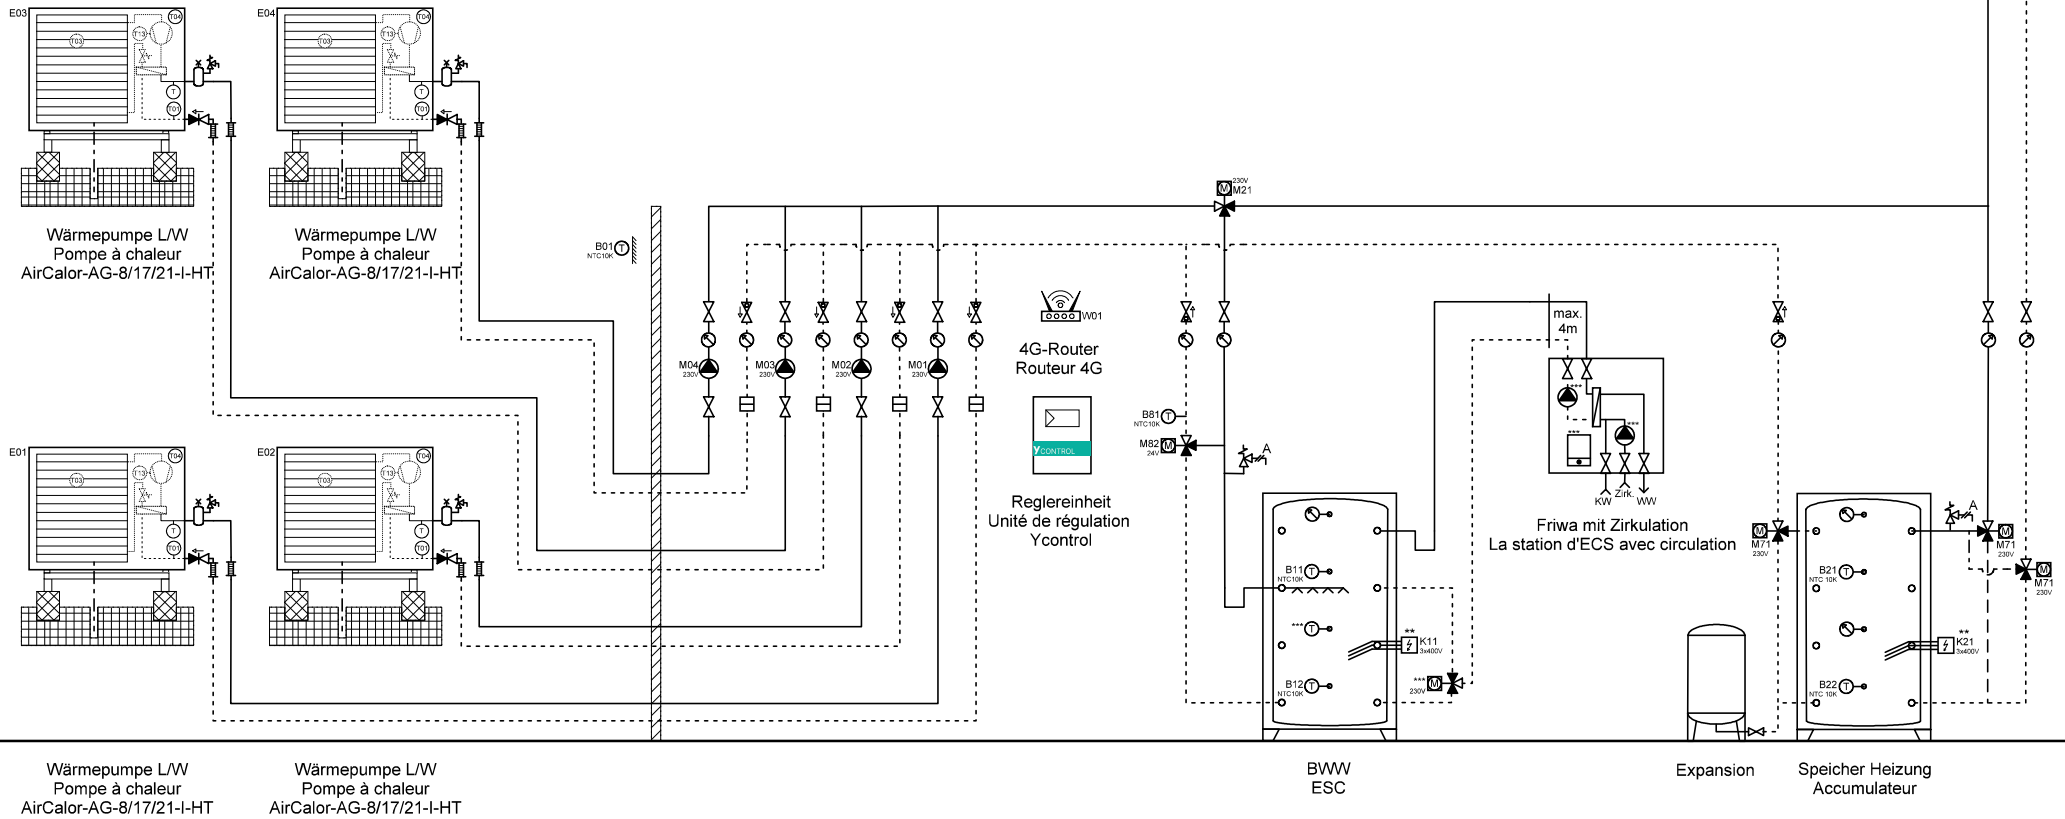 E03
T04
T13
T03
T
T01
Wärmepumpe L/W
Pompe à chaleur
AirCalor-AG-8/17/21-I-HT
E04
T04
T13
T03
T
T01
Wärmepumpe L/W
Pompe à chaleur
AirCalor-AG-8/17/21-I-HT
E01
T04
T13
T03
T
T01
Wärmepumpe L/W
Pompe à chaleur
AirCalor-AG-8/17/21-I-HT
E02
T04
T13
T03
T
T01
Wärmepumpe L/W
Pompe à chaleur
AirCalor-AG-8/17/21-I-HT
B01 T
NTC10K
M04
230V
M03
230V
M02
230V
M01
230V
W01
4G-Router
Routeur 4G
YCONTROL
Reglereinheit
Unité de régulation
Ycontrol
230V
M M21
B81 T
NTC10K
M82 M
24V
A
B11 T
NTC10K
*** T
B12 T
NTC10K
**
K11
3x400V
*** M
230V
BWW
ESC
max.
4m
***
***
***
KW
Zirk.
WW
Friwa mit Zirkulation
La station d'ECS avec circulation
Expansion
M
M71
230V
A
M
M71
230V
M
M71
230V
B21 T
NTC 10K
B22 T
NTC 10K
**
K21
3x400V
Speicher Heizung
Accumulateur